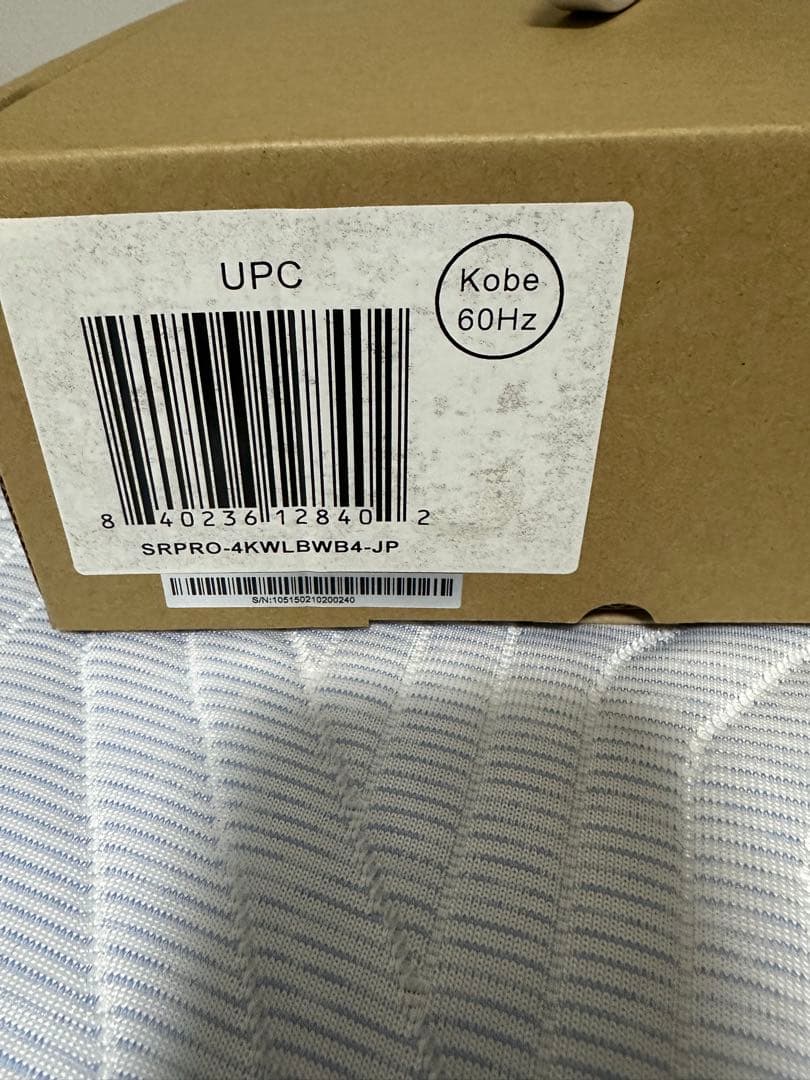 UPC
Kobe
60Hz
8 40236 12840 2
SRPRO-4KWLBWB4-JP
S/N:105150210200240